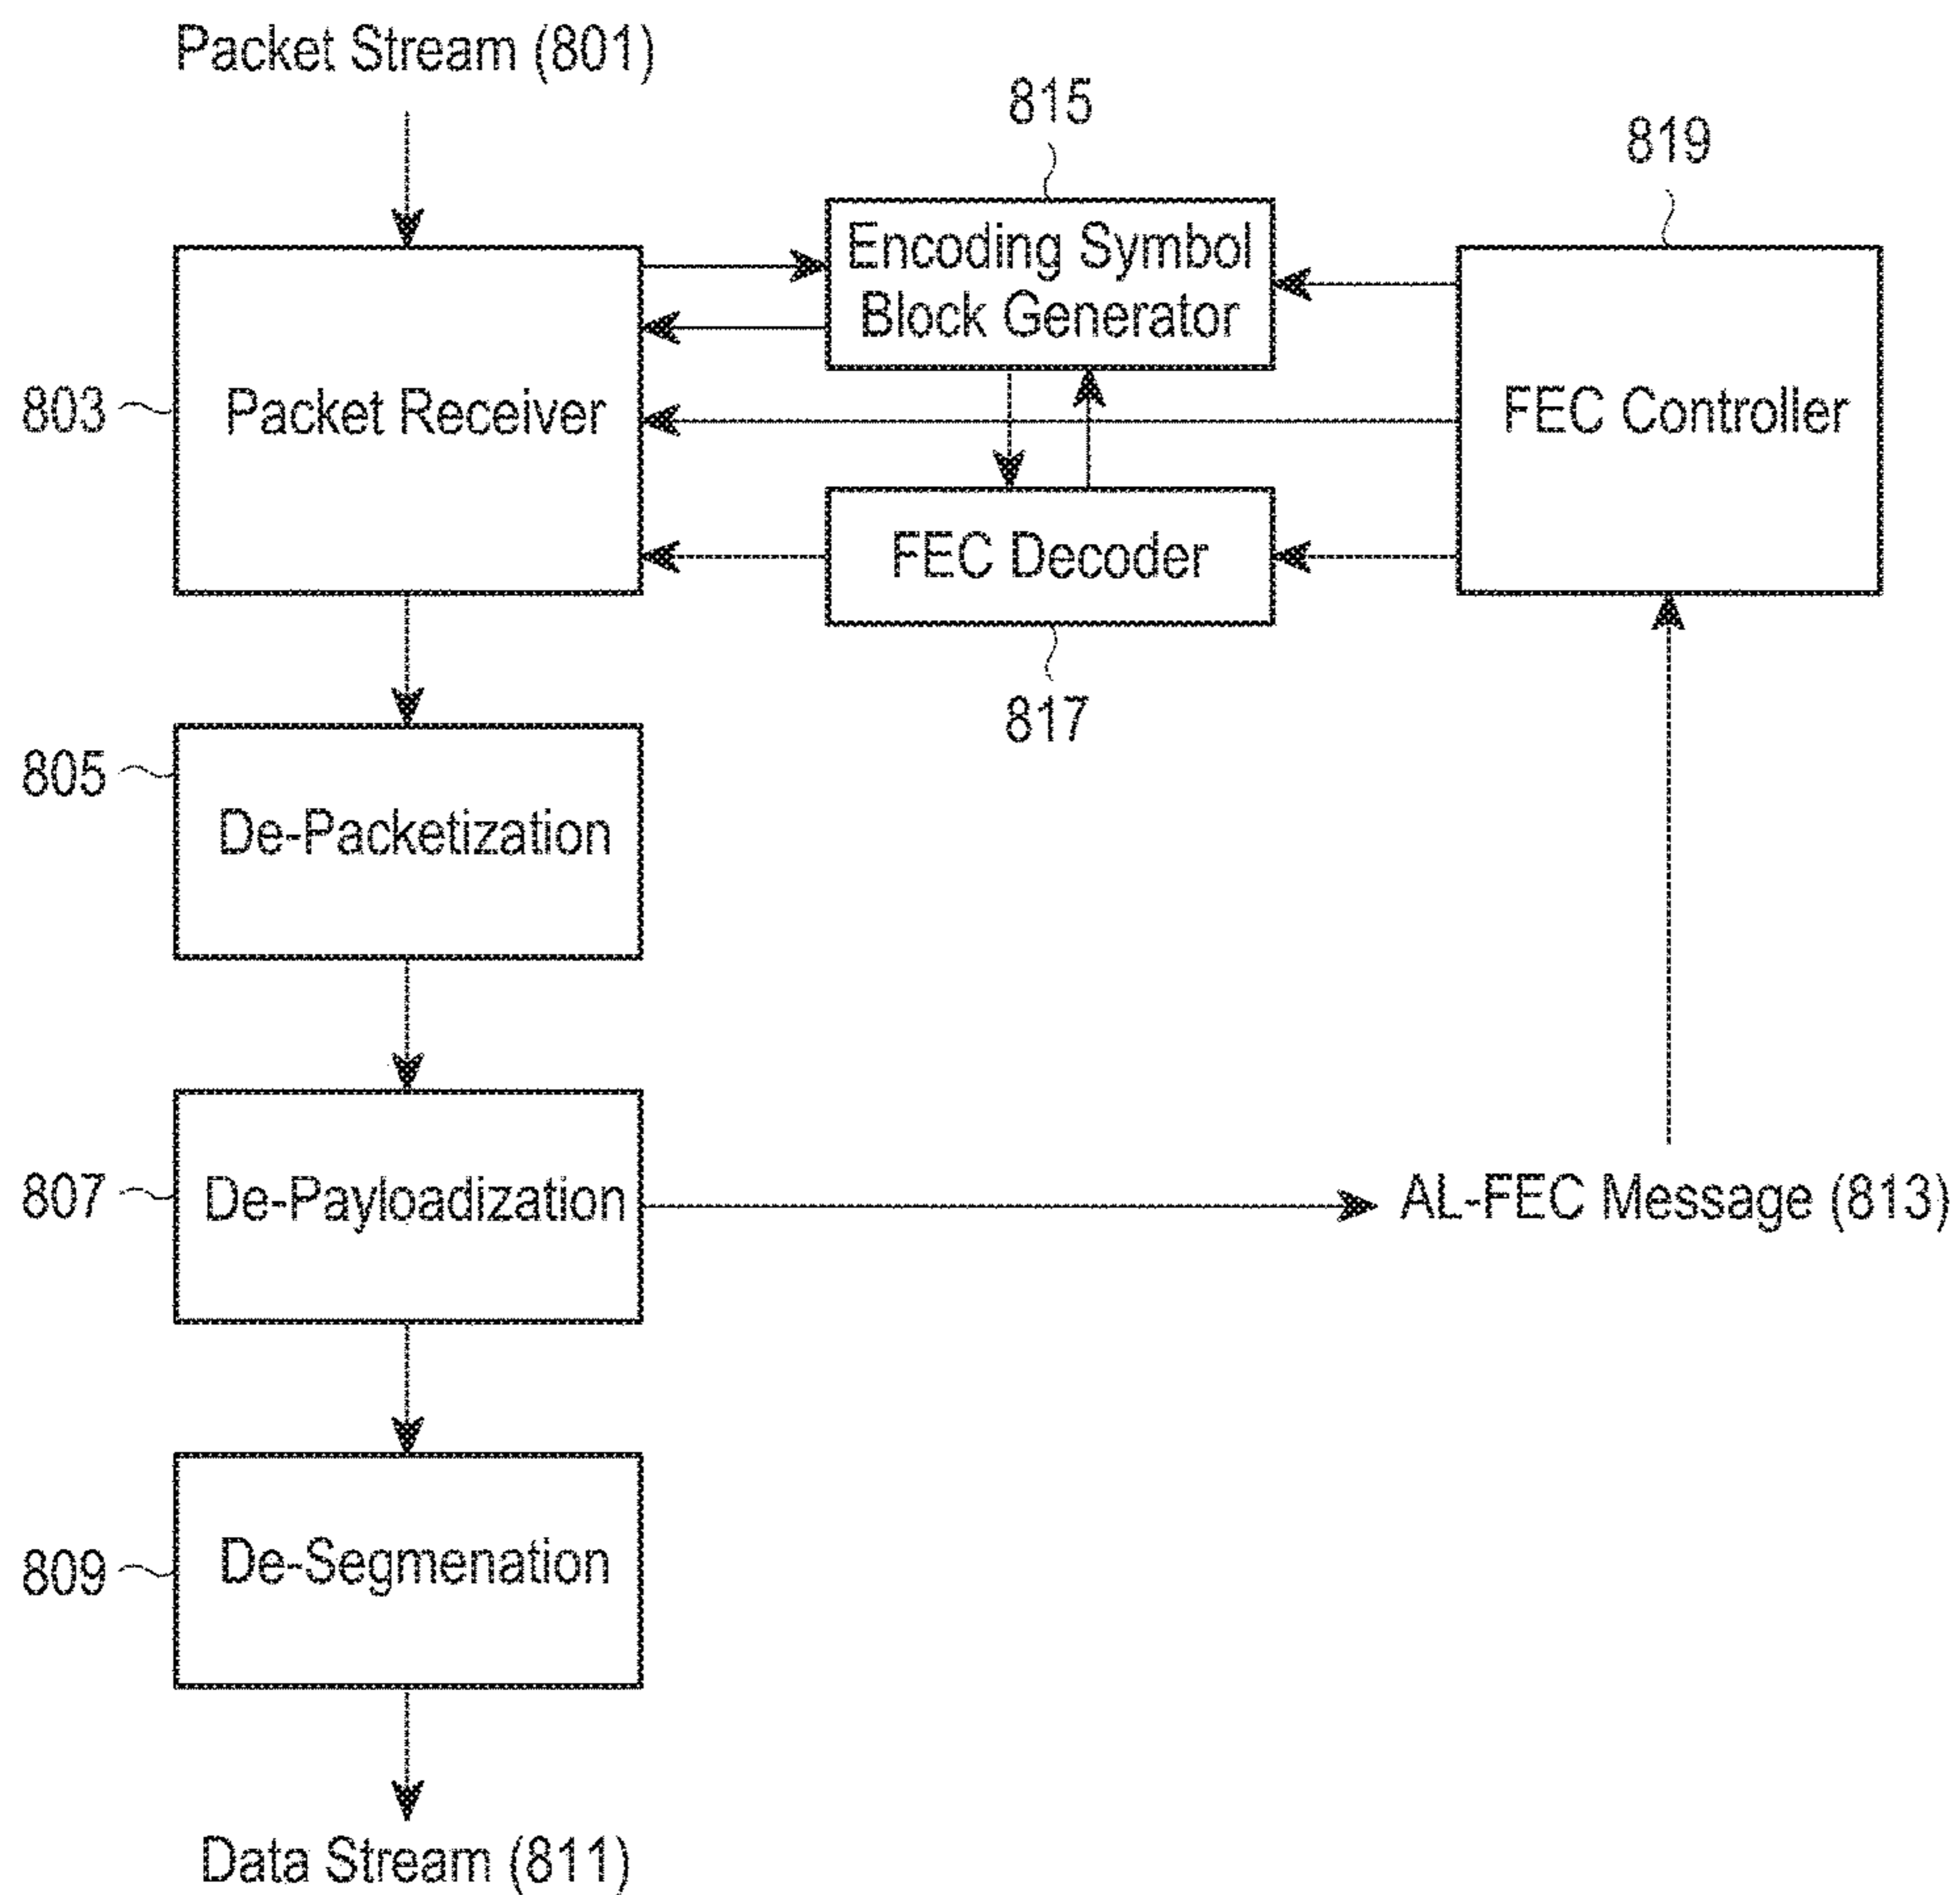 Packet Stream (801)
815
819
Encoding Symbol
Block Generator
803
Packet Receiver
FEC Controller
FEC Decoder
817
805
De-Packetization
807
De-Payloadization
AL-FEC Message (813)
809
De-Segmenation
Data Stream (811)